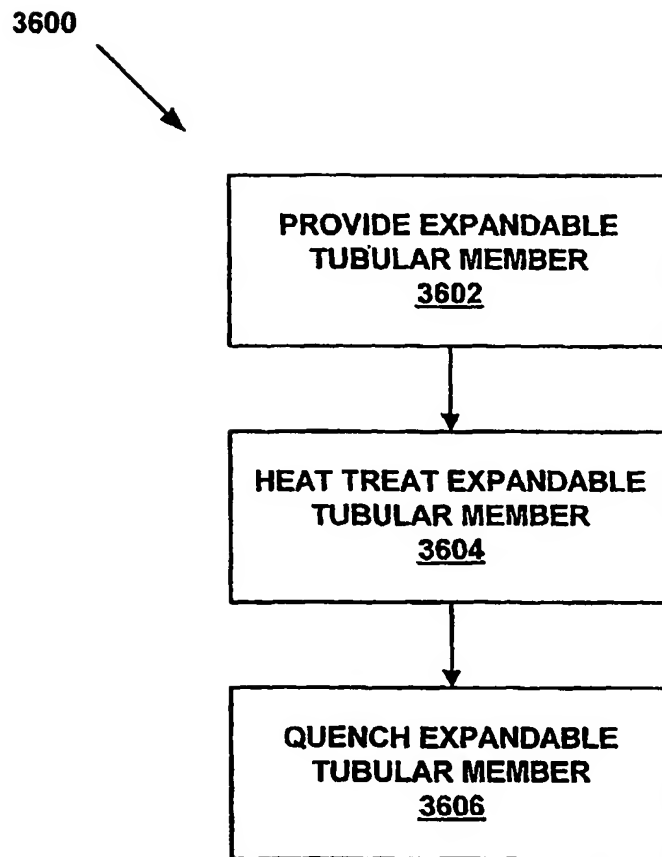 3600
PROVIDE EXPANDABLE
TUBULAR MEMBER
3602
HEAT TREAT EXPANDABLE
TUBULAR MEMBER
3604
QUENCH EXPANDABLE
TUBULAR MEMBER
3606